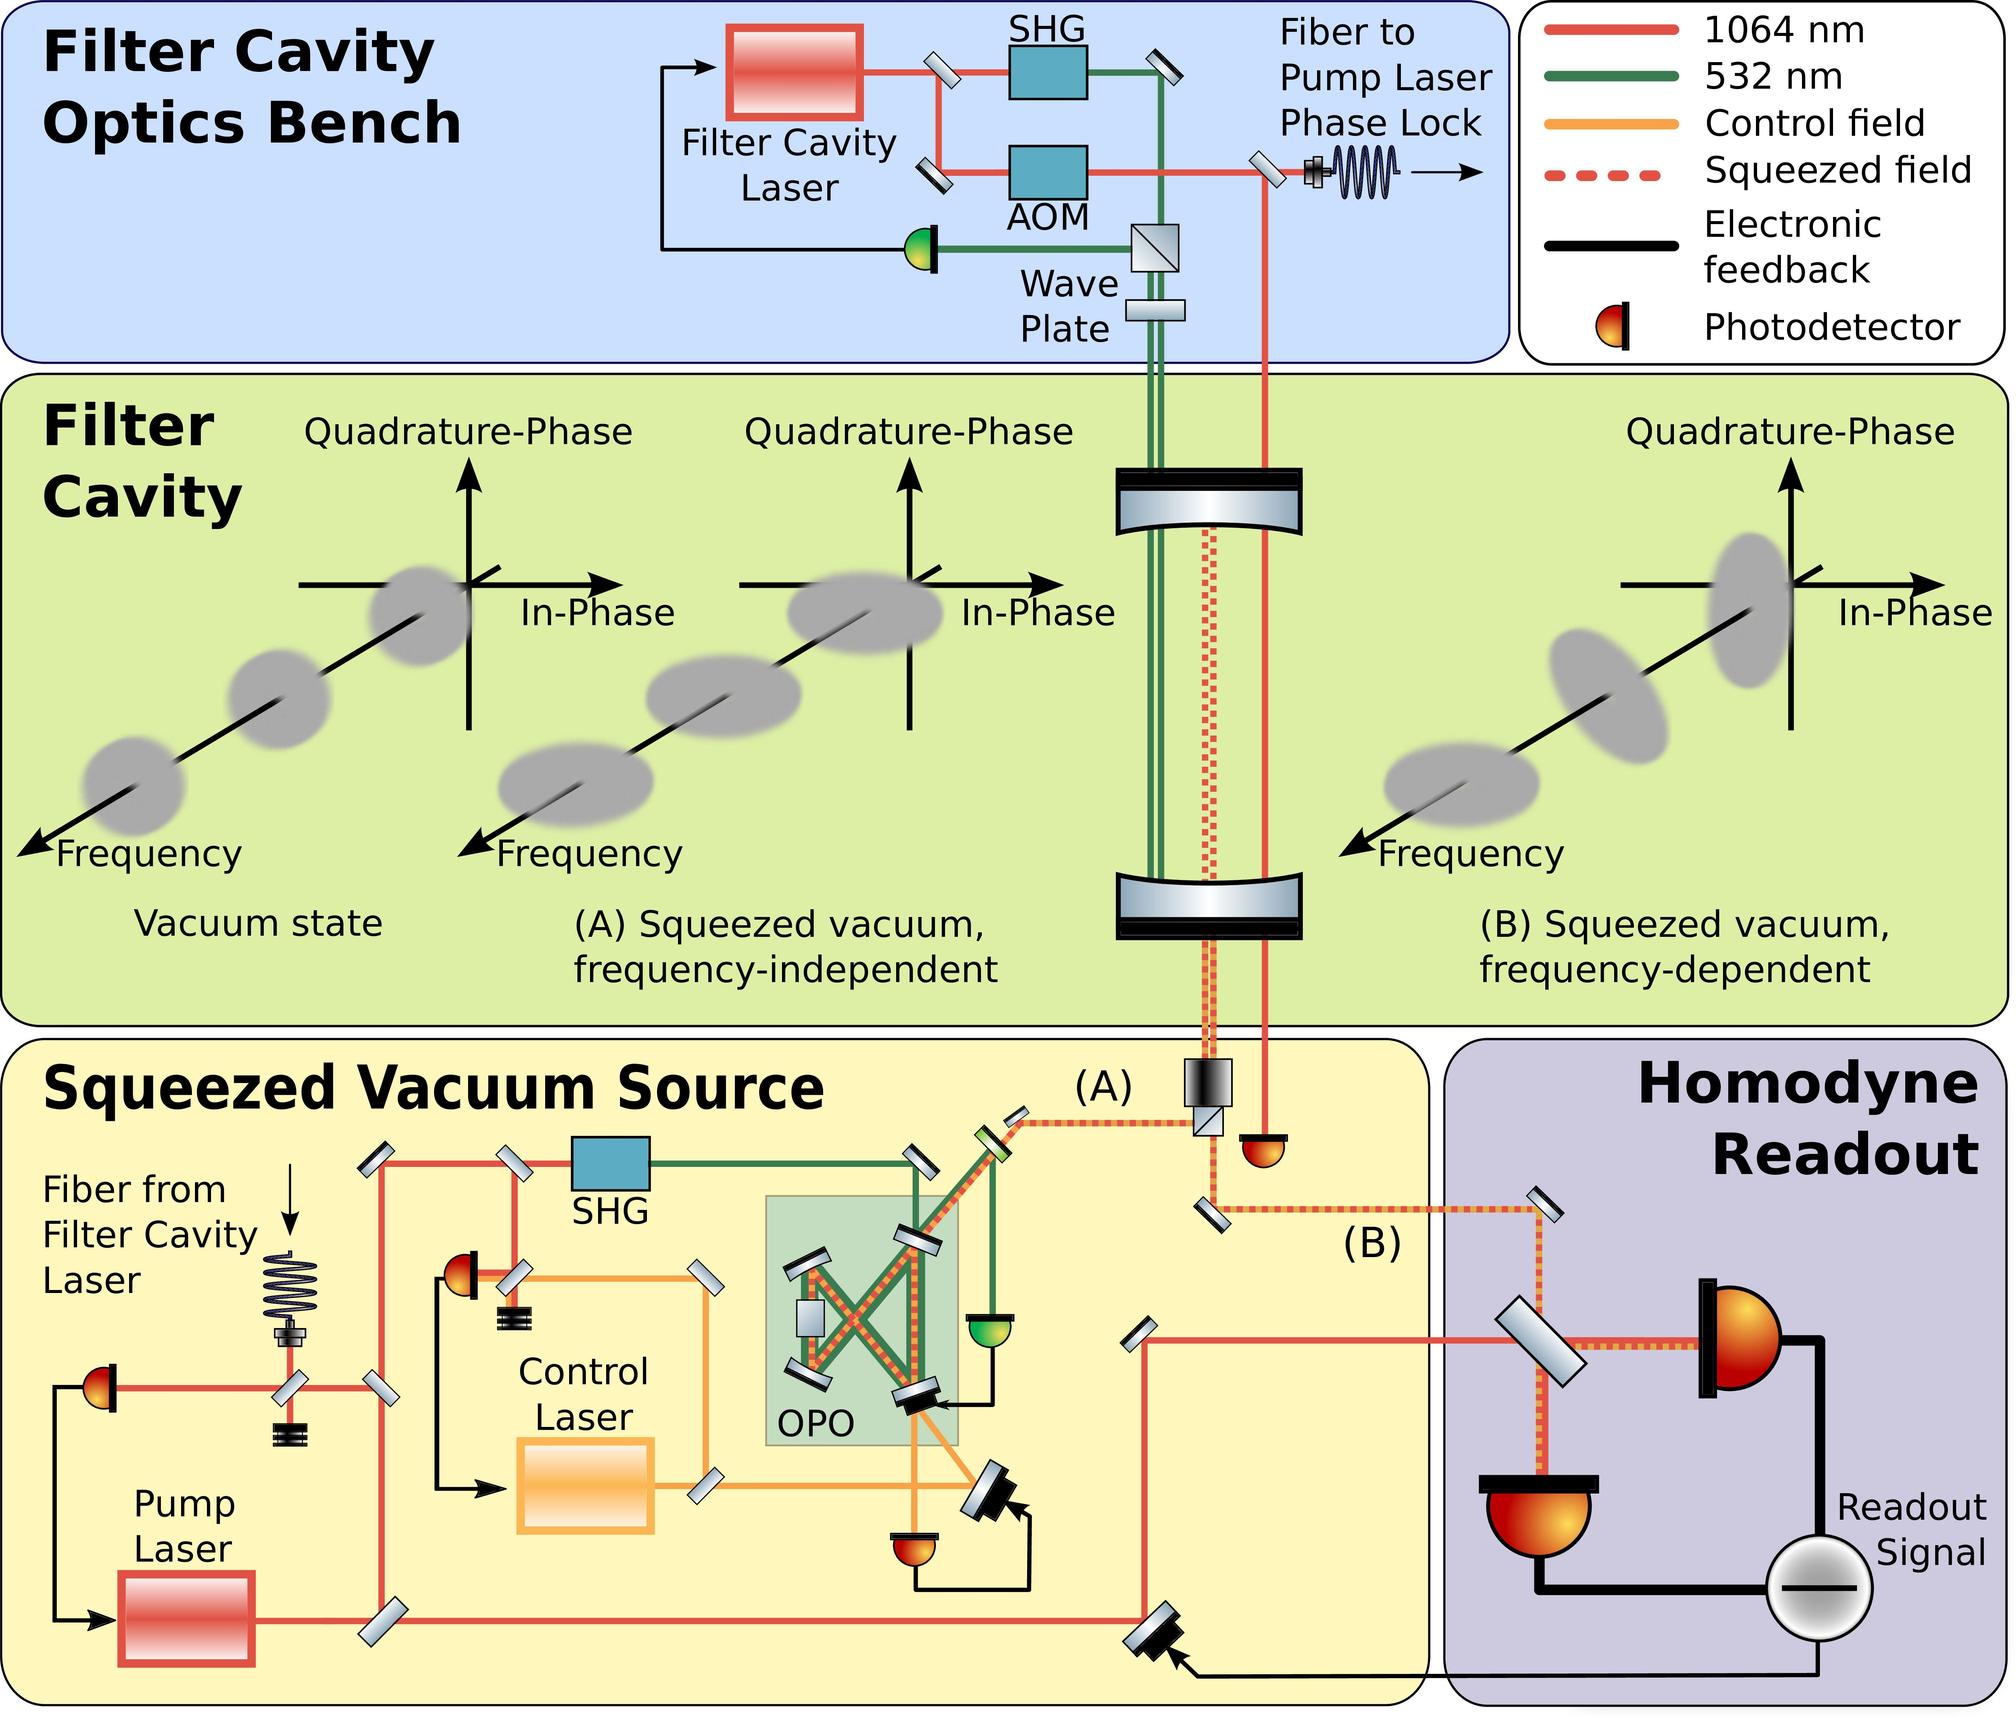 Filter Cavity
Optics Bench
SHG
Filter Cavity
Laser
AOM
Wave
Plate
Fiber to
Pump Laser
Phase Lock
1064 nm
532 nm
Control field
Squeezed field
Electronic
feedback
Photodetector
Filter
Cavity
Quadrature-Phase
In-Phase
Frequency
Vacuum state
Quadrature-Phase
In-Phase
Frequency
(A) Squeezed vacuum,
frequency-independent
Quadrature-Phase
In-Phase
Frequency
(B) Squeezed vacuum,
frequency-dependent
Squeezed Vacuum Source
(A)
Fiber from
Filter Cavity
Laser
SHG
(B)
Control
Laser
OPO
Pump
Laser
Homodyne
Readout
Readout
Signal